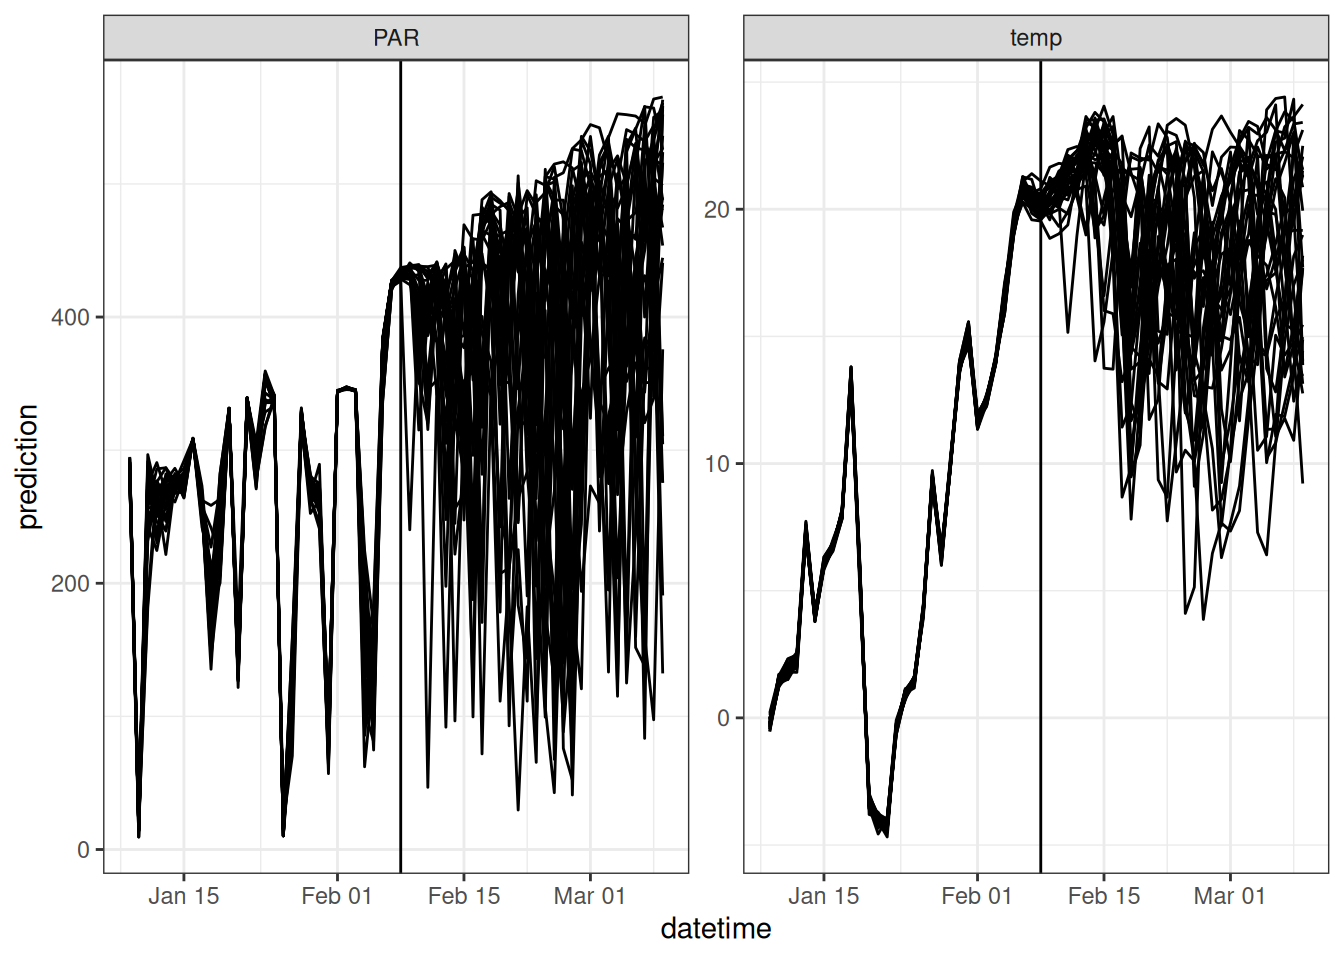 PAR
temp
prediction
400
200
0
20
10
0
Jan 15
Feb 01
Feb 15
Mar 01
Jan 15
Feb 01
Feb 15
Mar 01
datetime